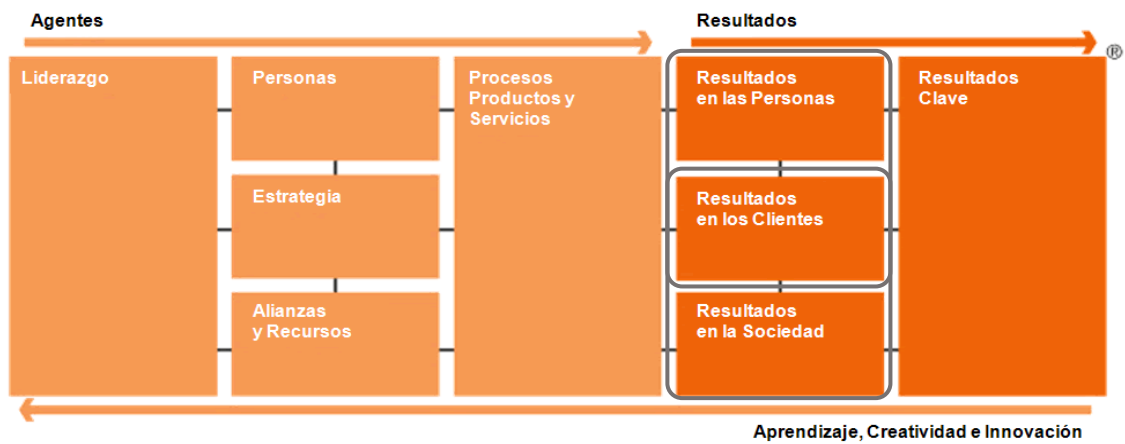 Agentes
Resultados
®
Liderazgo
Personas
Procesos
Productos y
Servicios
Resultados
en las Personas
Resultados
Clave
Estrategia
Resultados
en los Clientes
Alianzas
y Recursos
Resultados
en la Sociedad
Aprendizaje, Creatividad e Innovación